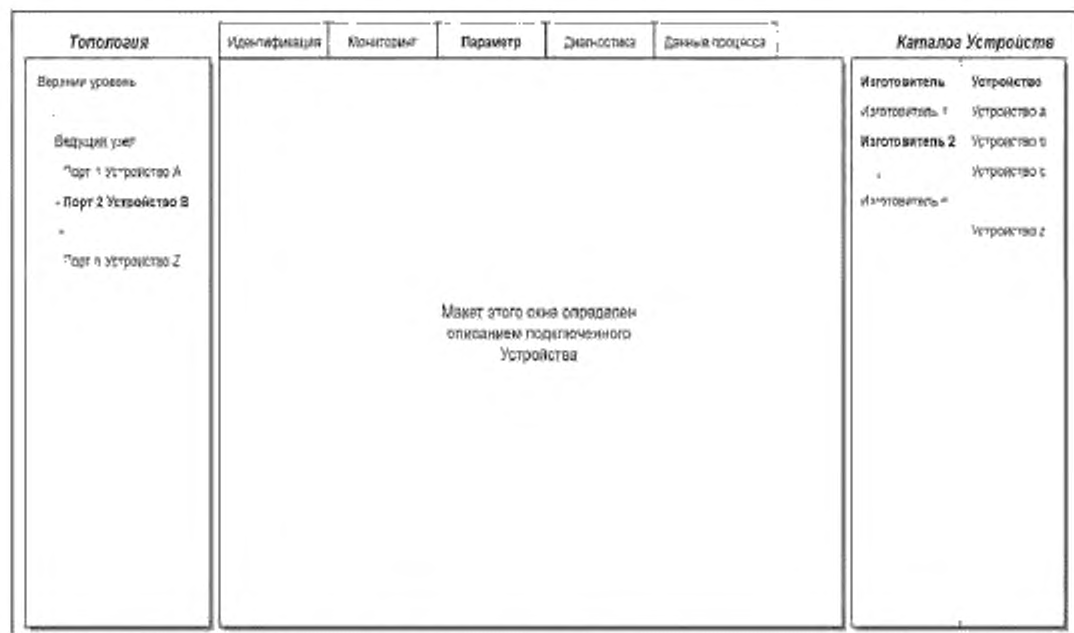 Топология
Идентификация
Мониторинг
Параметр
Диагностика
Данные процесса
Каталог Устройств
Верхний уровень
Ведущий узел
Порт 1 Устройство A
- Порт 2 Устройство B
-
Порт n Устройство Z
Макет этого окна определен
описанием подключенного
Устройства
Изготовитель Устройство
Изготовитель 1 Устройство a
Изготовитель 2 Устройство b
Устройство c
Изготовитель n
Устройство z